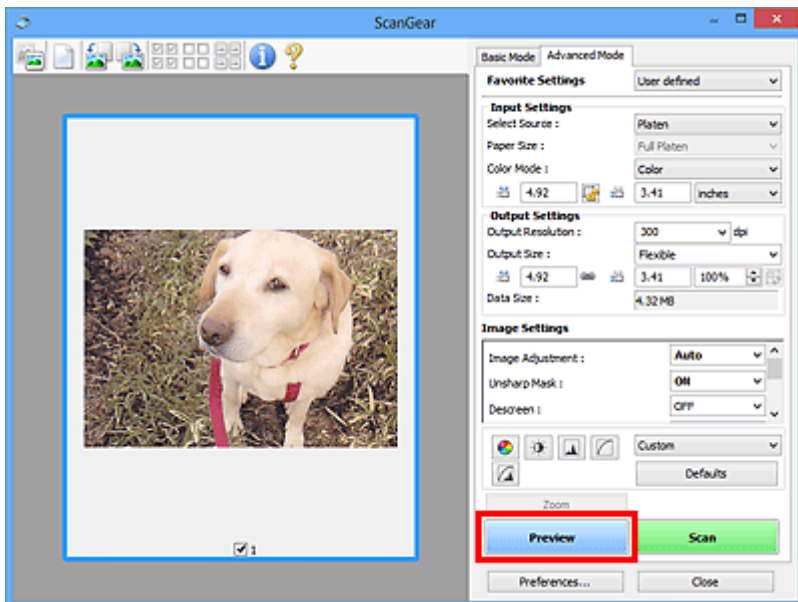 ScanGear
Basic Mode Advanced Mode
Favorite Settings User defined
Input Settings
Select Source : Platen
Paper Size : Full Platen
Color Mode : Color
4.92 3.41 inches
Output Settings
Output Resolution : 300 dpi
Output Size : Flexible
4.92 3.41 100%
Data Size : 4.32 MB
Image Settings
Image Adjustment : Auto
Unsharp Mask : ON
Descreen : OFF
Custom
Defaults
Zoom
Preview Scan
Preferences... Close
1